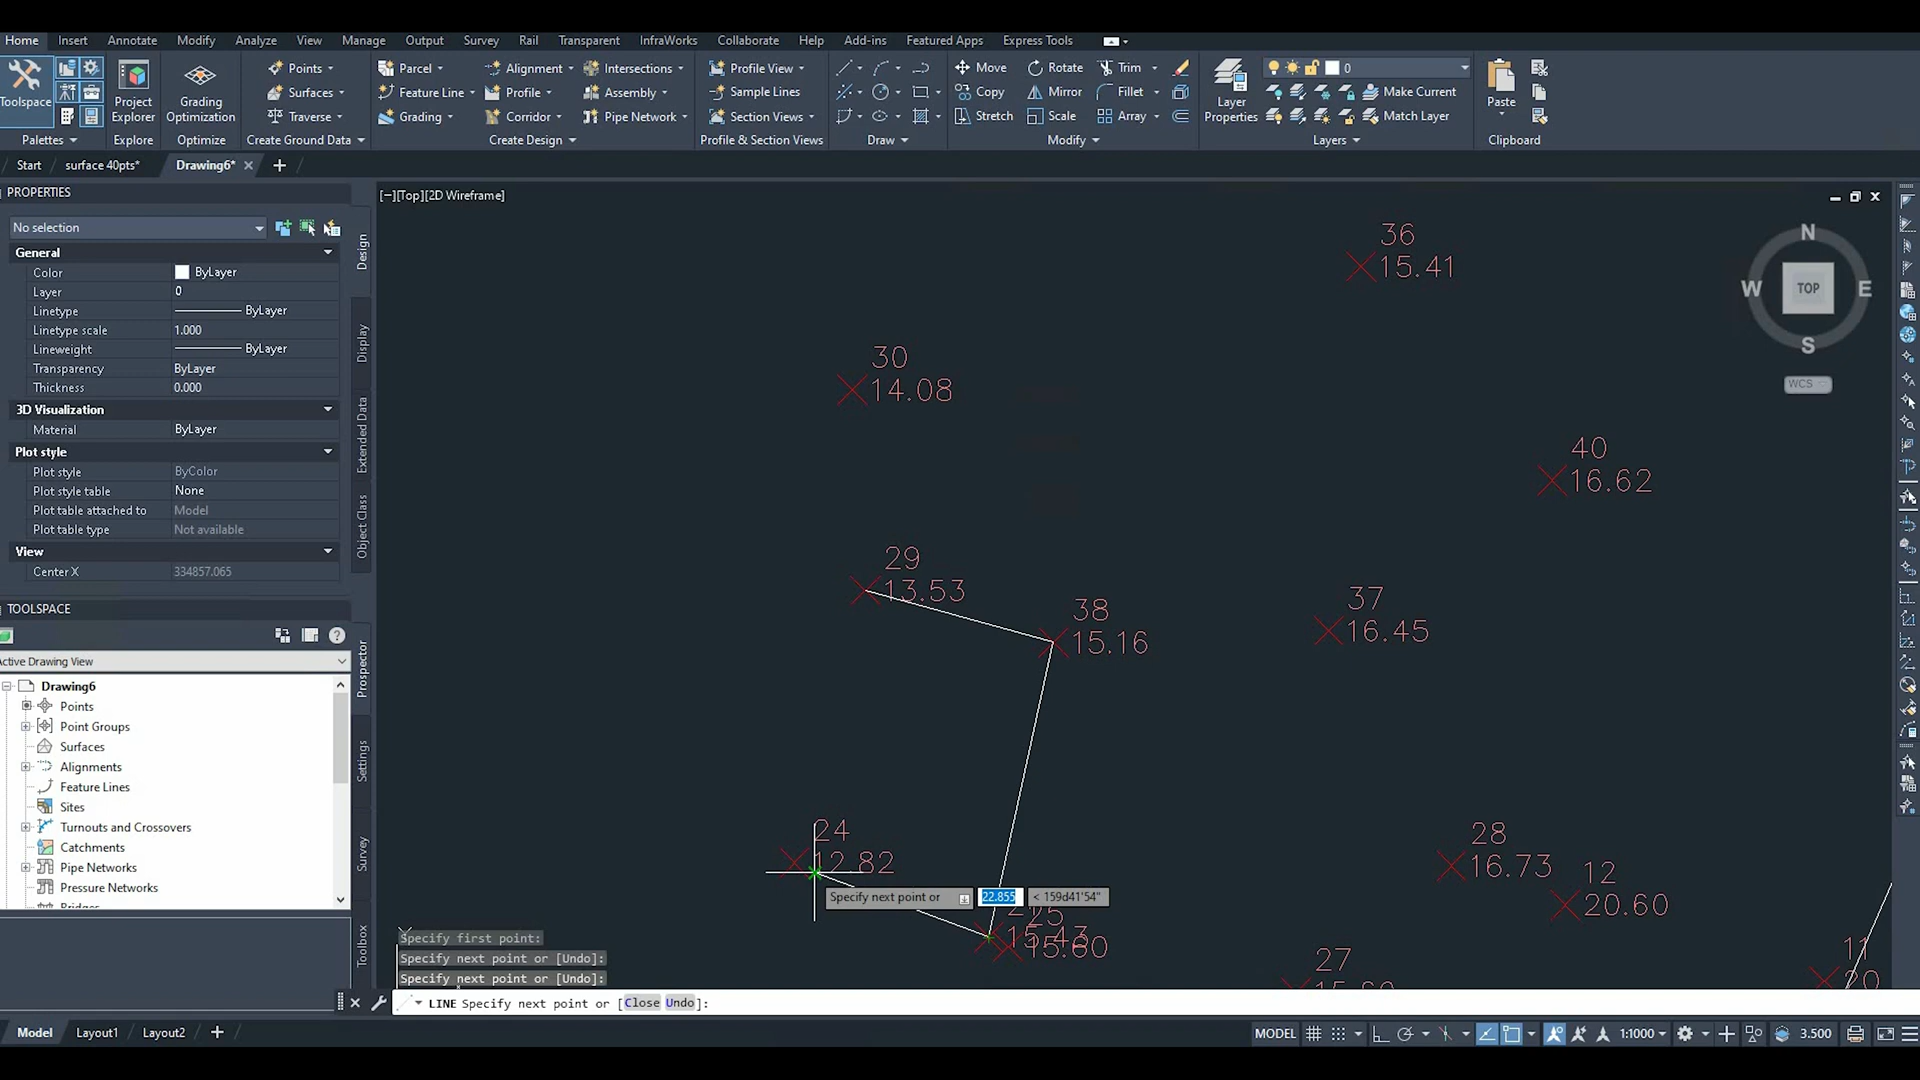 Home Insert Annotate Modify Analyze View Manage Output Survey Rail Transparent InfraWorks Collaborate Help Add-ins Featured Apps Express Tools
Toolspace
Palettes
Project Explorer
Explore
Grading Optimization
Optimize
Points
Surfaces
Traverse
Create Ground Data
Parcel
Feature Line
Grading
Alignment
Profile
Corridor
Intersections
Assembly
Pipe Network
Create Design
Profile View
Sample Lines
Section Views
Profile & Section Views
Draw
Move
Copy
Stretch
Rotate
Mirror
Scale
Trim
Fillet
Array
Modify
Layer Properties
0
Make Current
Match Layer
Layers
Paste
Clipboard
Start
surface 40pts*
Drawing6*
PROPERTIES
No selection
General
Color ByLayer
Layer 0
Linetype ByLayer
Linetype scale 1.000
Lineweight ByLayer
Transparency ByLayer
Thickness 0.000
3D Visualization
Material ByLayer
Plot style
Plot style ByColor
Plot style table None
Plot table attached to Model
Plot table type Not available
View
Center X 334857.065
Design
Display
Extended Data
Object Class
TOOLSPACE
Active Drawing View
Drawing6
Points
Point Groups
Surfaces
Alignments
Feature Lines
Sites
Turnouts and Crossovers
Catchments
Pipe Networks
Pressure Networks
Prospector
Settings
Survey
Toolbox
[−][Top][2D Wireframe]
N
W TOP E
S
WCS
36
15.41
30
14.08
40
16.62
29
13.53
38
15.16
37
16.45
24
12.82
28
16.73
12
20.60
25
15.43
15.60
27
11
20
Specify next point or 22.855 < 159d41'54"
Specify first point:
Specify next point or [Undo]:
Specify next point or [Undo]:
LINE Specify next point or [Close Undo]:
Model Layout1 Layout2
MODEL 1:1000 3.500